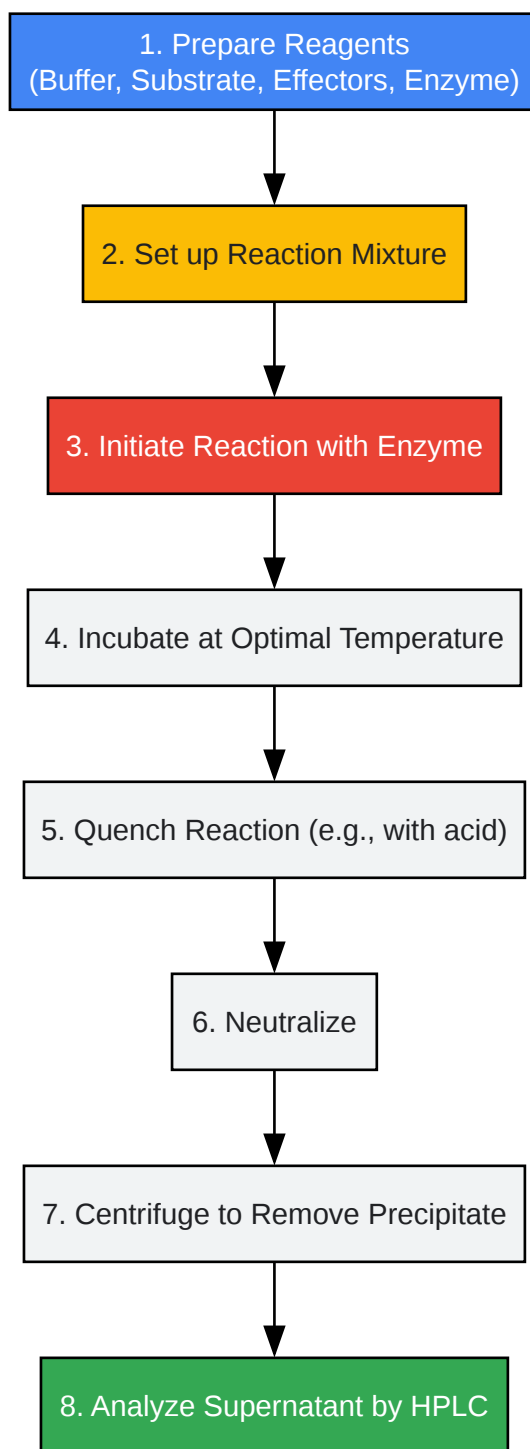 1. Prepare Reagents
(Buffer, Substrate, Effectors, Enzyme)
2. Set up Reaction Mixture
3. Initiate Reaction with Enzyme
4. Incubate at Optimal Temperature
5. Quench Reaction (e.g., with acid)
6. Neutralize
7. Centrifuge to Remove Precipitate
8. Analyze Supernatant by HPLC